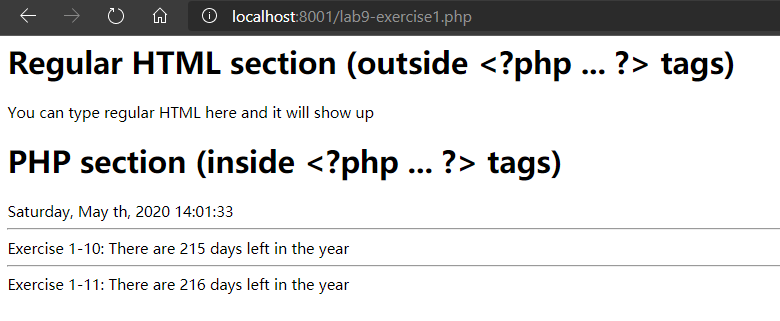 localhost:8001/lab9-exercise1.php
Regular HTML section (outside <?php ... ?> tags)
You can type regular HTML here and it will show up
PHP section (inside <?php ... ?> tags)
Saturday, May th, 2020 14:01:33
Exercise 1-10: There are 215 days left in the year
Exercise 1-11: There are 216 days left in the year